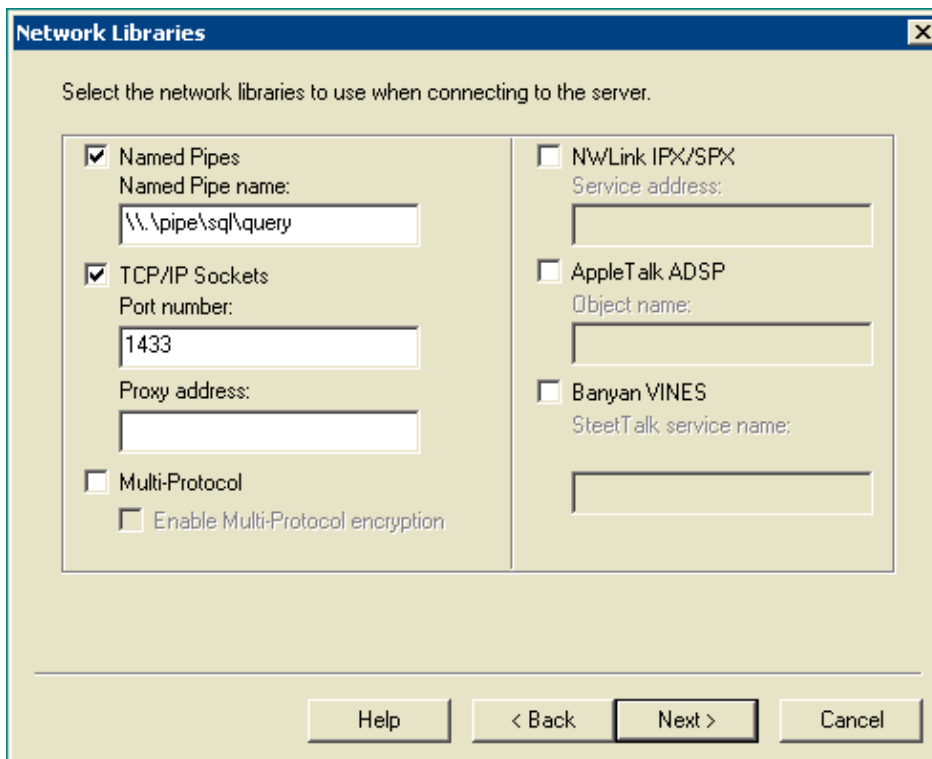 Network Libraries
Select the network libraries to use when connecting to the server.
Named Pipes
Named Pipe name:
\\.\pipe\sql\query
TCP/IP Sockets
Port number:
1433
Proxy address:
Multi-Protocol
Enable Multi-Protocol encryption
NWLink IPX/SPX
Service address:
AppleTalk ADSP
Object name:
Banyan VINES
SteetTalk service name:
Help
< Back
Next >
Cancel